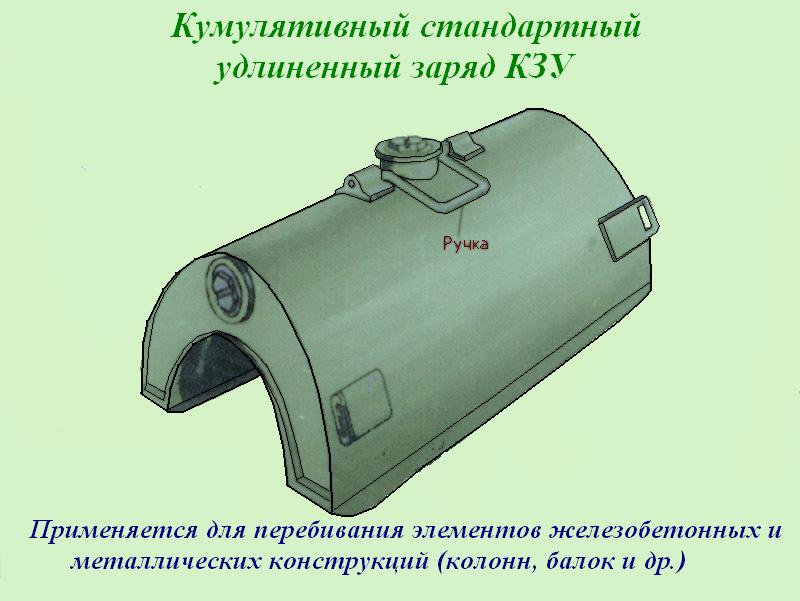 Кумулятивный стандартный
удлиненный заряд КЗУ
Ручка
Применяется для перебивания элементов железобетонных и
металлических конструкций (колонн, балок и др.)